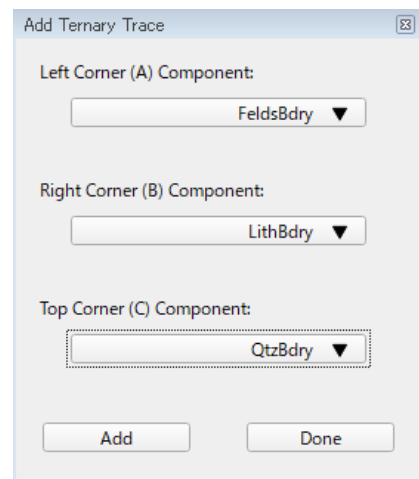 Add Ternary Trace
Left Corner (A) Component:
FeldsBdry ▼
Right Corner (B) Component:
LithBdry ▼
Top Corner (C) Component:
QtzBdry ▼
Add Done